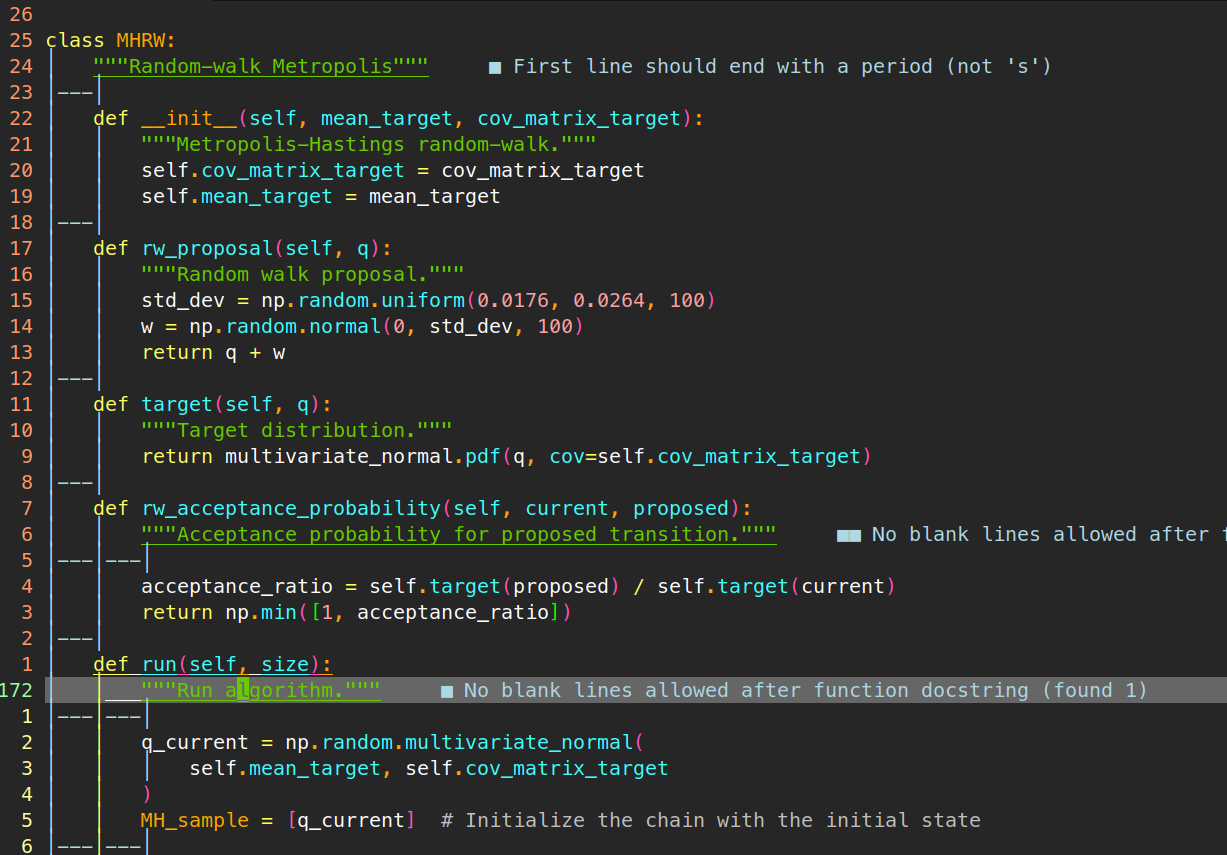 26
25 class MHRW:
24     """Random-walk Metropolis"""     ■ First line should end with a period (not 's')
23
22     def __init__(self, mean_target, cov_matrix_target):
21         """Metropolis-Hastings random-walk."""
20         self.cov_matrix_target = cov_matrix_target
19         self.mean_target = mean_target
18
17     def rw_proposal(self, q):
16         """Random walk proposal."""
15         std_dev = np.random.uniform(0.0176, 0.0264, 100)
14         w = np.random.normal(0, std_dev, 100)
13         return q + w
12
11     def target(self, q):
10         """Target distribution."""
9         return multivariate_normal.pdf(q, cov=self.cov_matrix_target)
8
7     def rw_acceptance_probability(self, current, proposed):
6         """Acceptance probability for proposed transition."""     ■■ No blank lines allowed after
5
4         acceptance_ratio = self.target(proposed) / self.target(current)
3         return np.min([1, acceptance_ratio])
2
1     def run(self, size):
172         """Run algorithm."""     ■ No blank lines allowed after function docstring (found 1)
1
2         q_current = np.random.multivariate_normal(
3             self.mean_target, self.cov_matrix_target
4         )
5         MH_sample = [q_current]  # Initialize the chain with the initial state
6